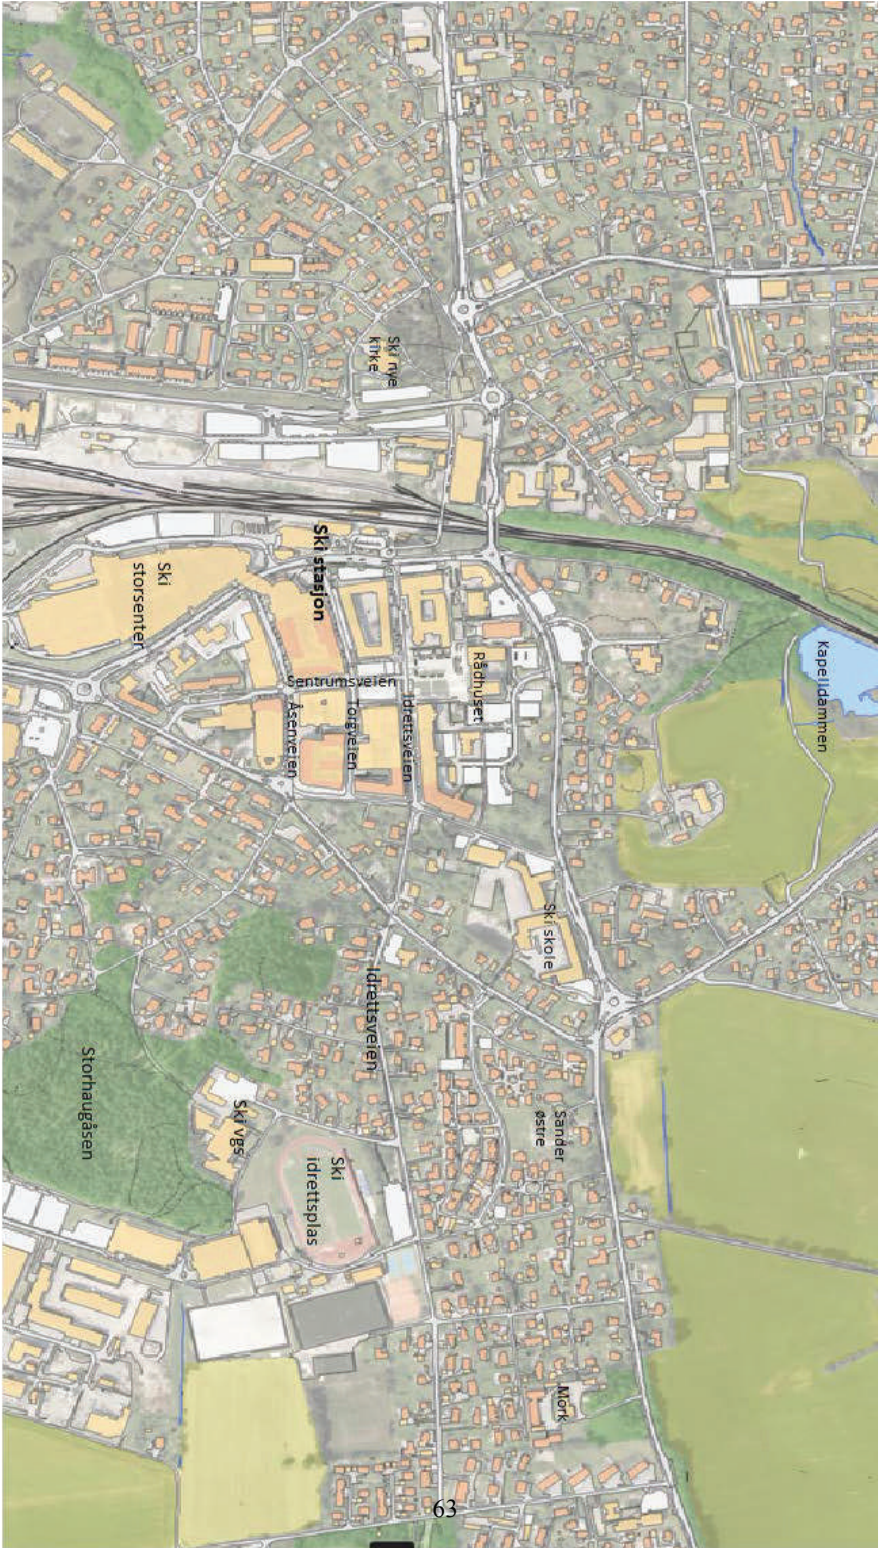 Ski nye
kirke
Ski stasjon
Ski
storsenter
Kapelldammen
Rådhuset
Sentrumsveien
Idrettsveien
Torgveien
Åsenveien
Ski skole
Idrettsveien
Storhaugåsen
Ski vgs
Sander
østre
Ski
idrettsplas
Mork
63